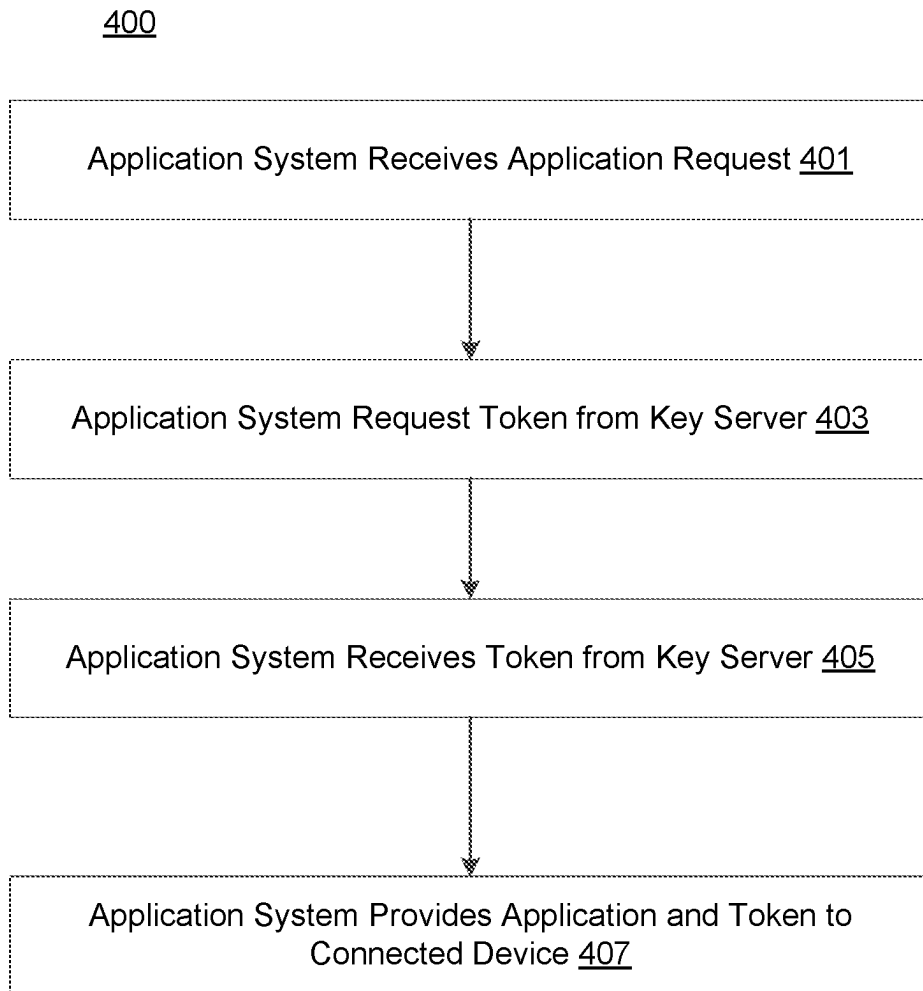 400
Application System Receives Application Request 401
Application System Request Token from Key Server 403
Application System Receives Token from Key Server 405
Application System Provides Application and Token to
Connected Device 407